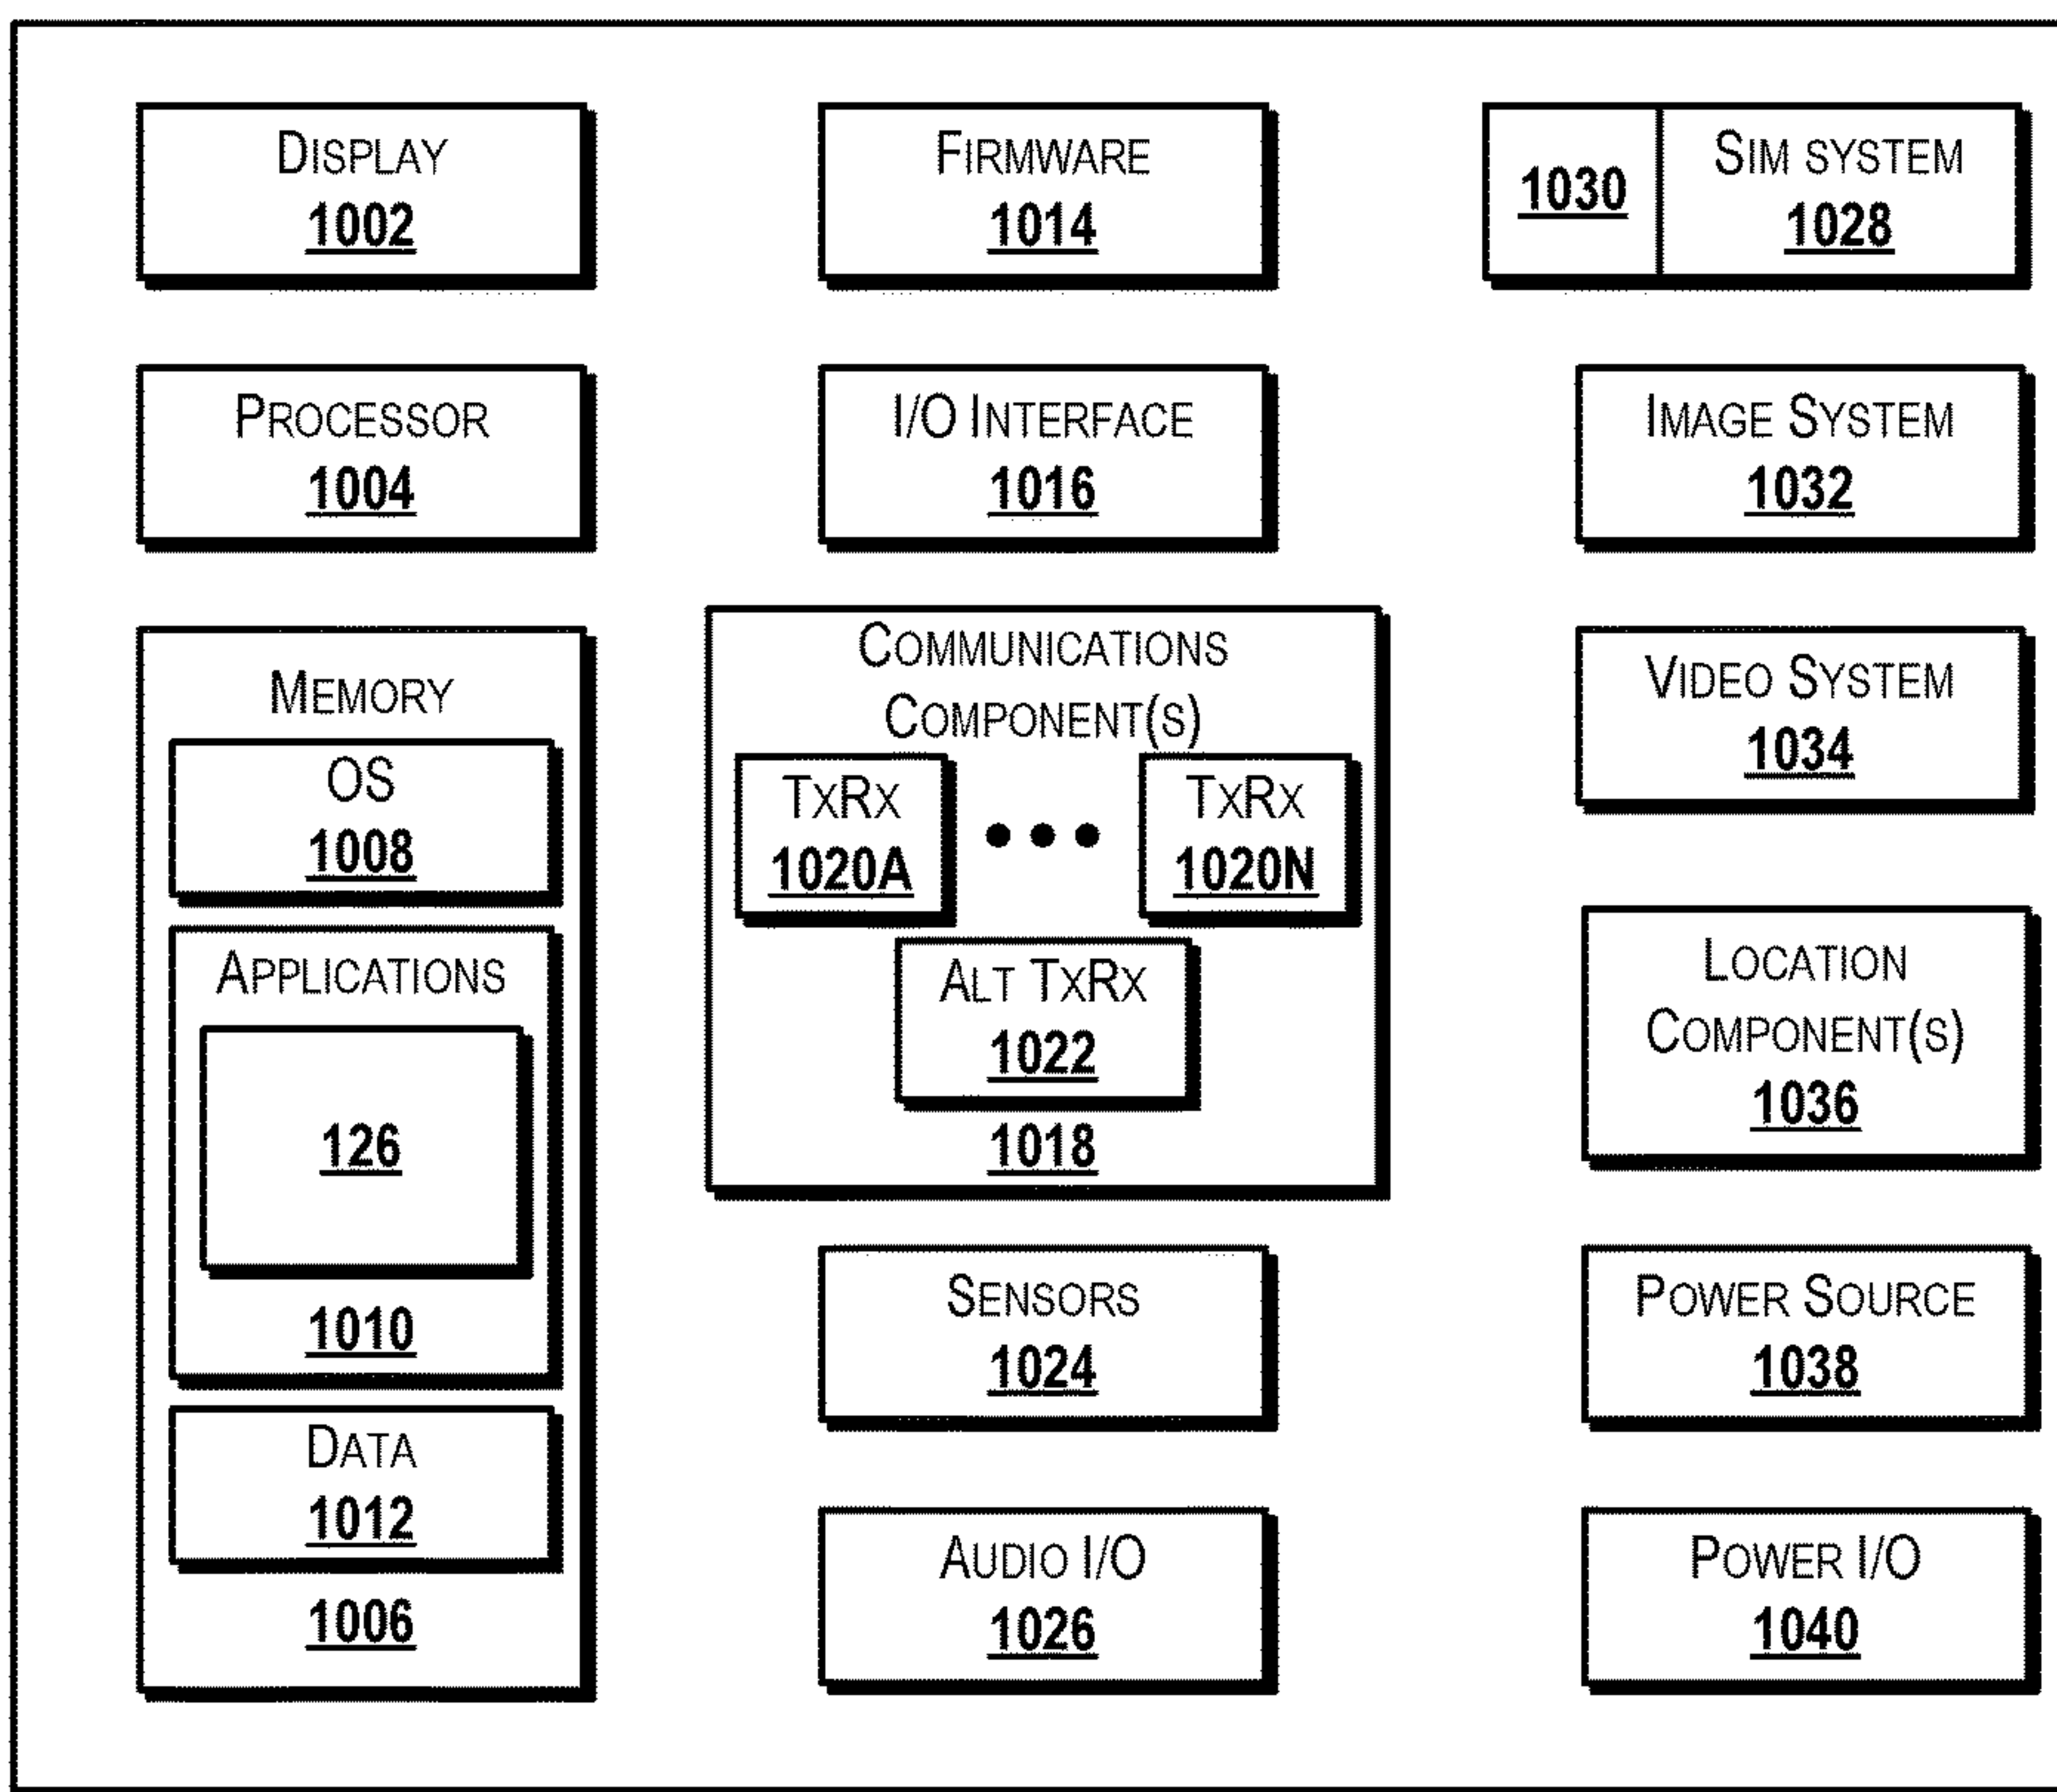 Display
1002
Processor
1004
Memory
OS
1008
Applications
126
1010
Data
1012
1006
Firmware
1014
I/O Interface
1016
Communications
Component(s)
TxRx
1020A
TxRx
1020N
Alt TxRx
1022
1018
Sensors
1024
Audio I/O
1026
1030
Sim system
1028
Image System
1032
Video System
1034
Location
Component(s)
1036
Power Source
1038
Power I/O
1040